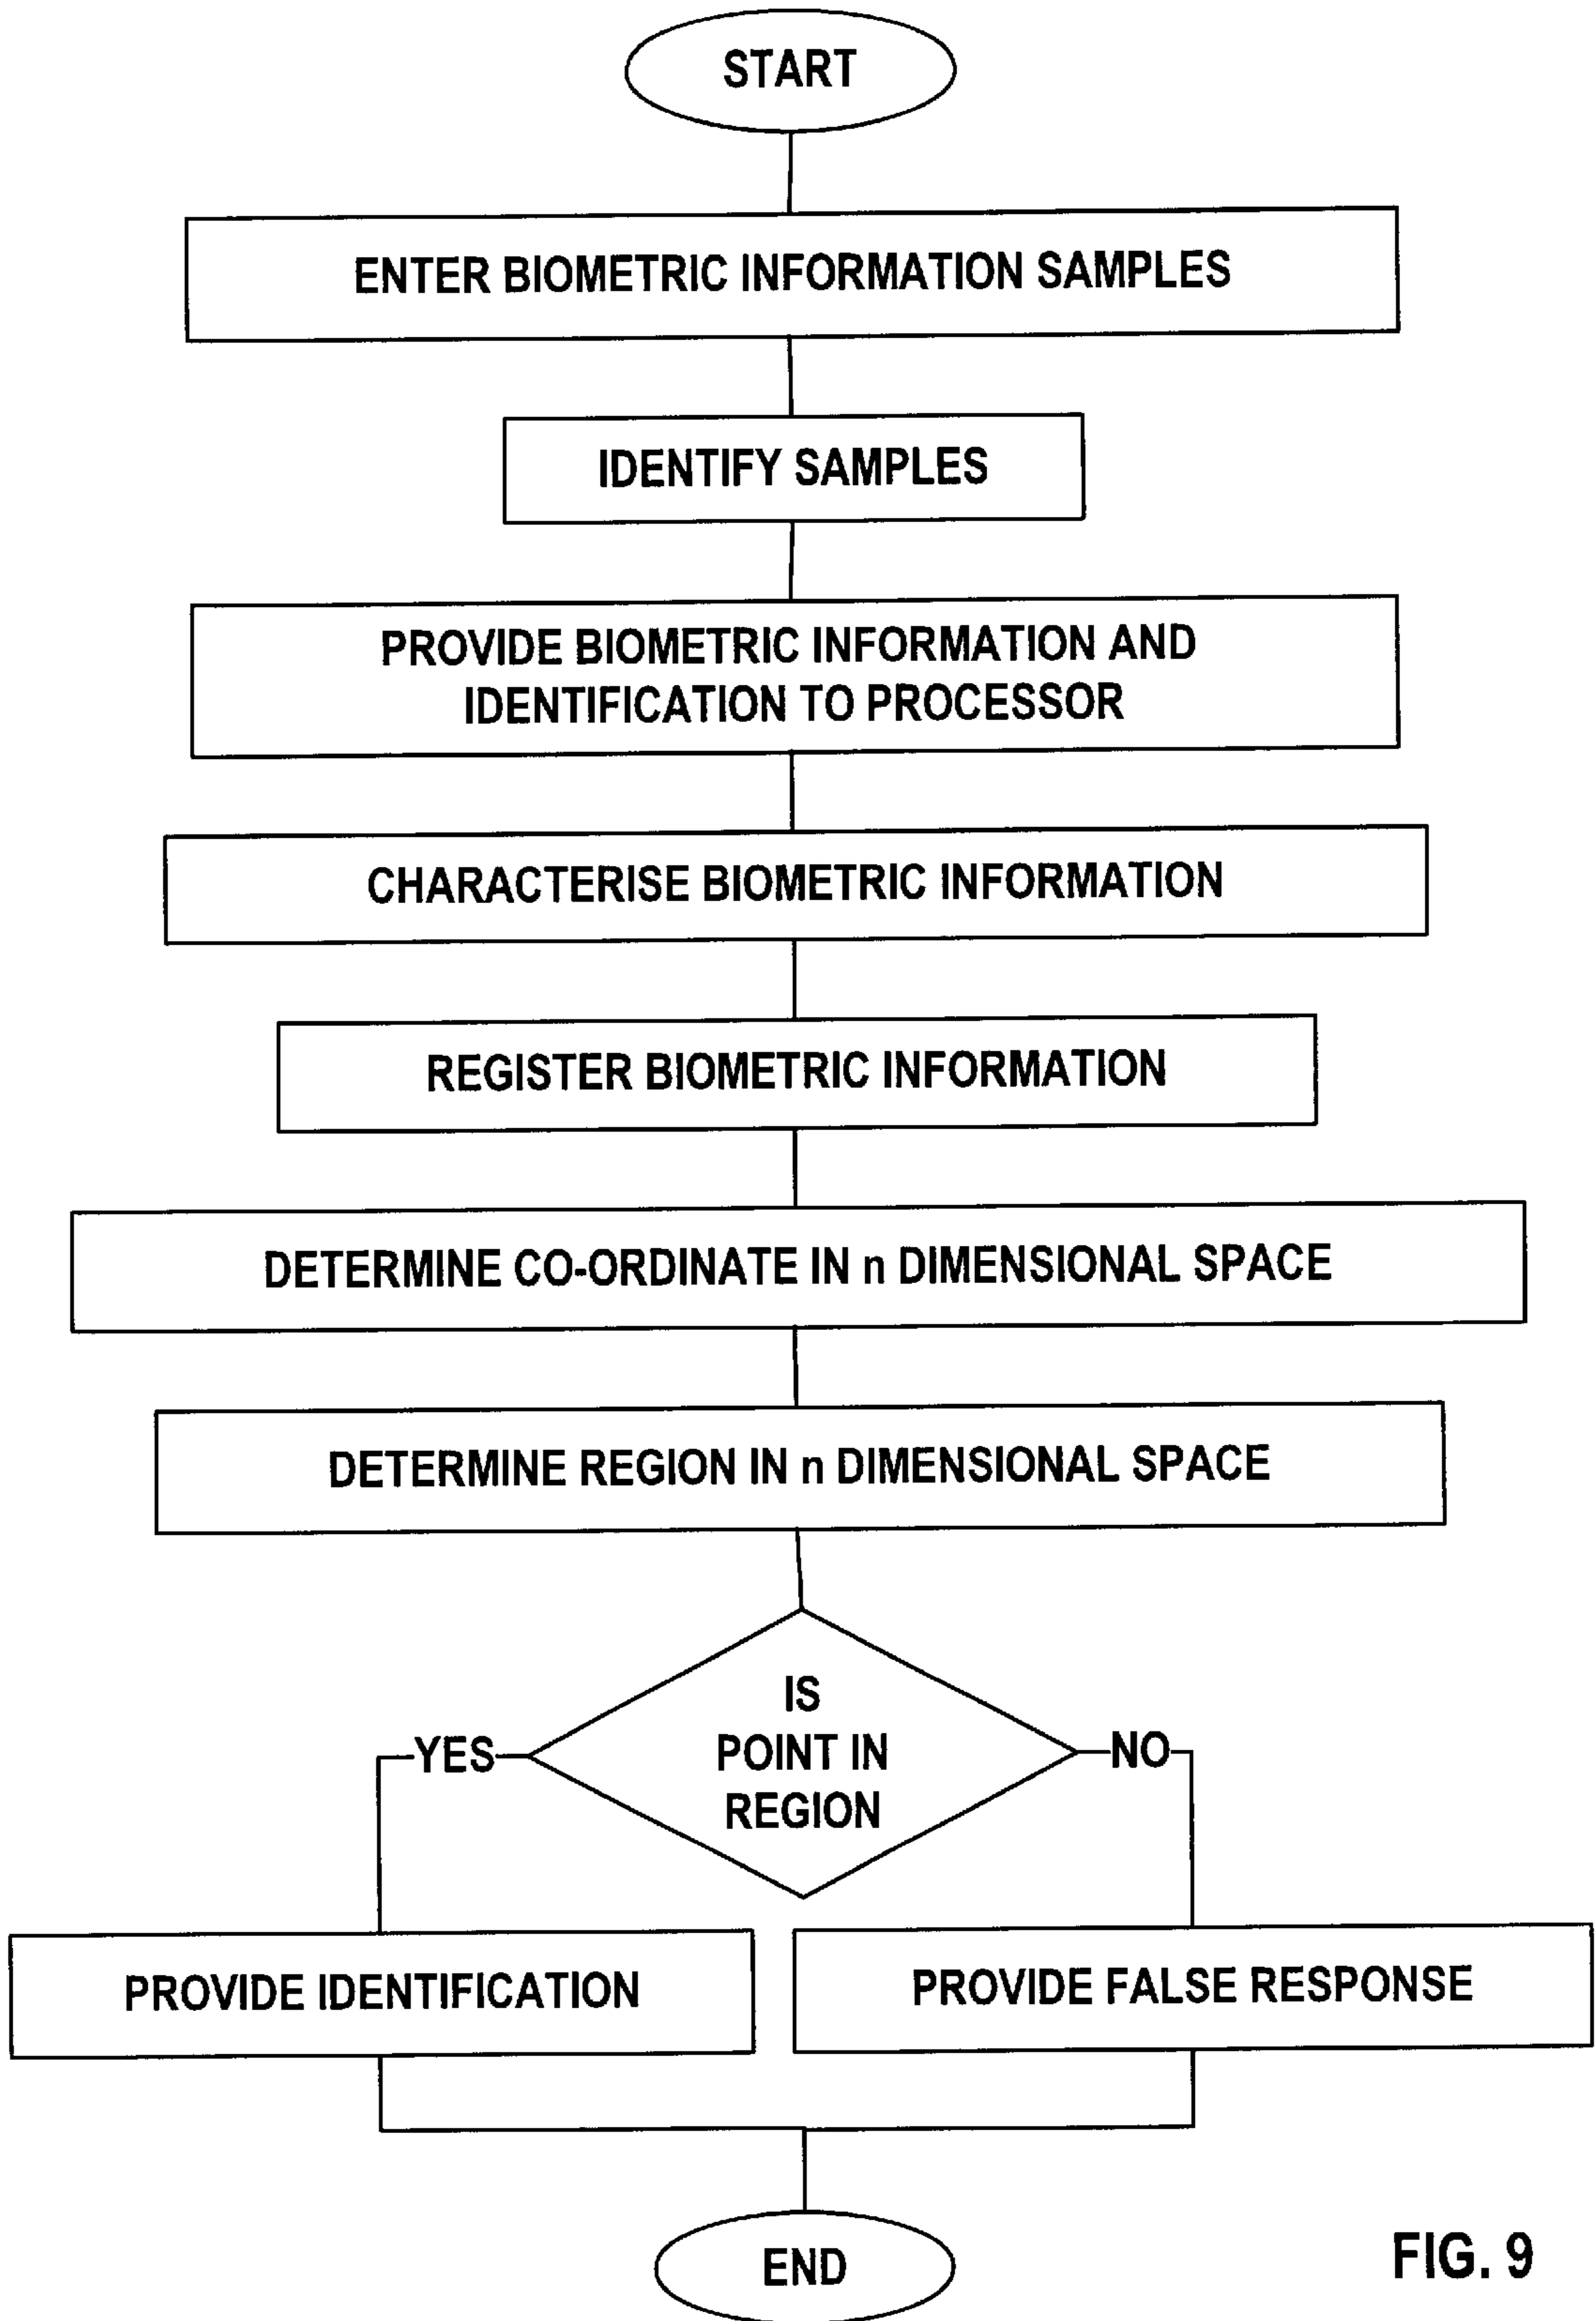 START
ENTER BIOMETRIC INFORMATION SAMPLES
IDENTIFY SAMPLES
PROVIDE BIOMETRIC INFORMATION AND
IDENTIFICATION TO PROCESSOR
CHARACTERISE BIOMETRIC INFORMATION
REGISTER BIOMETRIC INFORMATION
DETERMINE CO-ORDINATE IN n DIMENSIONAL SPACE
DETERMINE REGION IN n DIMENSIONAL SPACE
IS
POINT IN
REGION
YES
NO
PROVIDE IDENTIFICATION
PROVIDE FALSE RESPONSE
END
FIG. 9